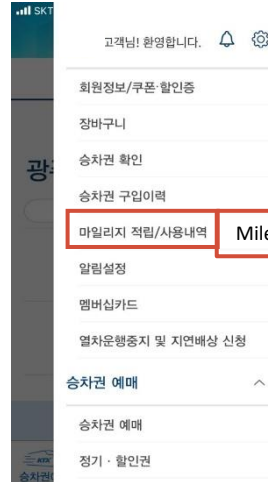 SKT
고객님! 환영합니다.
회원정보/쿠폰·할인증
장바구니
승차권 확인
승차권 구입이력
마일리지 적립/사용내역
알림설정
멤버십카드
열차운행중지 및 지연배상 신청
승차권 예매
승차권 예매
정기 · 할인권